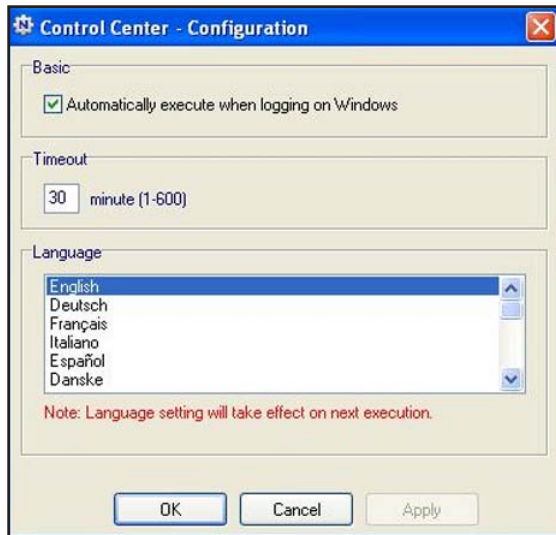 Control Center - Configuration
Basic
Automatically execute when logging on Windows
Timeout
30 minute (1-600)
Language
English
Deutsch
Français
Italiano
Español
Danske
Note: Language setting will take effect on next execution.
OK Cancel Apply